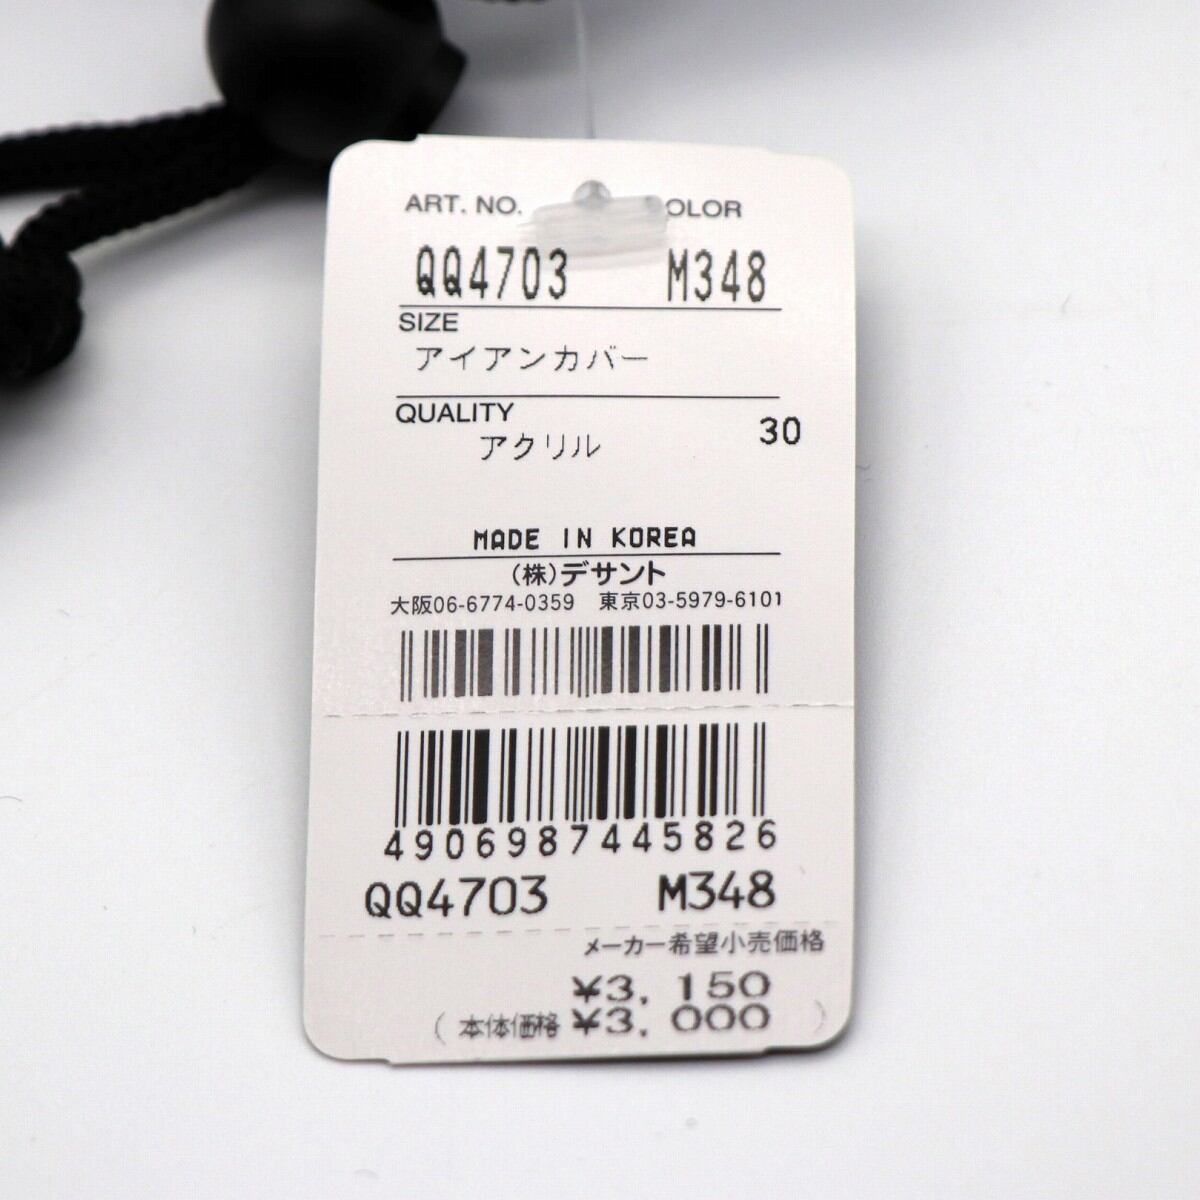 ART. NO. COLOR
QQ4703 M348
SIZE
アイアンカバー
QUALITY
アクリル 30
MADE IN KOREA
(株)デサント
大阪06-6774-0359 東京03-5979-6101
4906987445826
QQ4703 M348
メーカー希望小売価格
¥3,150
(本体価格 ¥3,000)